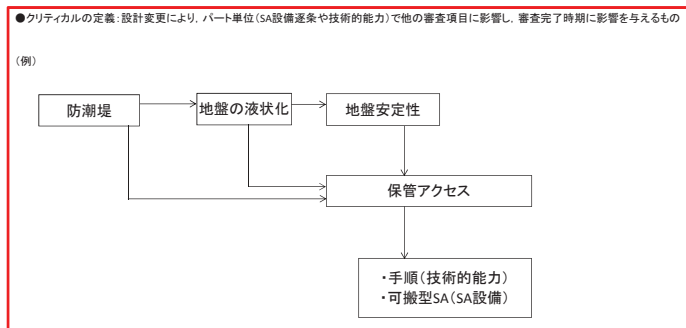 ●クリティカルの定義:設計変更により,パート単位(SA設備逐条や技術的能力)で他の審査項目に影響し,審査完了時期に影響を与えるもの
(例)
防潮堤
地盤の液状化
地盤安定性
保管アクセス
・手順(技術的能力)
・可搬型SA(SA設備)